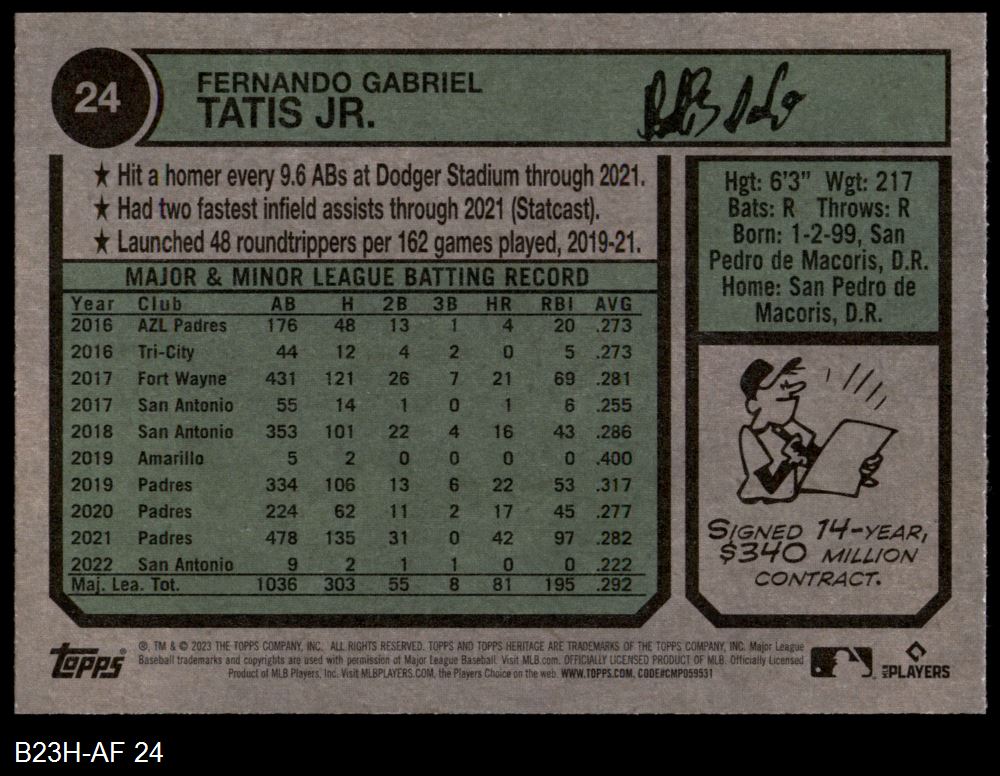 24
FERNANDO GABRIEL
TATIS JR.
★ Hit a homer every 9.6 ABs at Dodger Stadium through 2021.
★ Had two fastest infield assists through 2021 (Statcast).
★ Launched 48 roundtrippers per 162 games played, 2019-21.
MAJOR & MINOR LEAGUE BATTING RECORD
Year Club AB H 2B 3B HR RBI AVG
2016 AZL Padres 176 48 13 1 4 20 .273
2016 Tri-City 44 12 4 2 0 5 .273
2017 Fort Wayne 431 121 26 7 21 69 .281
2017 San Antonio 55 14 1 0 1 6 .255
2018 San Antonio 353 101 22 4 16 43 .286
2019 Amarillo 5 2 0 0 0 0 .400
2019 Padres 334 106 13 6 22 53 .317
2020 Padres 224 62 11 2 17 45 .277
2021 Padres 478 135 31 0 42 97 .282
2022 San Antonio 9 2 1 1 0 0 .222
Maj. Lea. Tot. 1036 303 55 8 81 195 .292
Hgt: 6'3" Wgt: 217
Bats: R Throws: R
Born: 1-2-99, San
Pedro de Macoris, D.R.
Home: San Pedro de
Macoris, D.R.
SIGNED 14-YEAR,
$340 MILLION
CONTRACT.
topps
®, TM & © 2023 THE TOPPS COMPANY, INC. ALL RIGHTS RESERVED. TOPPS AND TOPPS HERITAGE ARE TRADEMARKS OF THE TOPPS COMPANY, INC. Major League
Baseball trademarks and copyrights are used with permission of Major League Baseball. Visit MLB.com. OFFICIALLY LICENSED PRODUCT OF MLB. Officially Licensed
Product of MLB Players, Inc. Visit MLBPLAYERS.COM, the Players Choice on the web. WWW.TOPPS.COM. CODE#CMP059531
MLB PLAYERS
B23H-AF 24